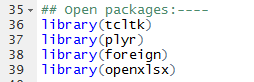 35 ## Open packages:----
36 library(tcltk)
37 library(plyr)
38 library(foreign)
39 library(openxlsx)